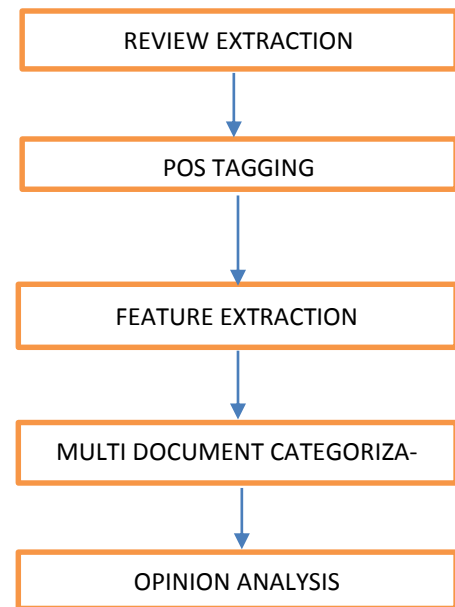 REVIEW EXTRACTION
POS TAGGING
FEATURE EXTRACTION
MULTI DOCUMENT CATEGORIZA-
OPINION ANALYSIS